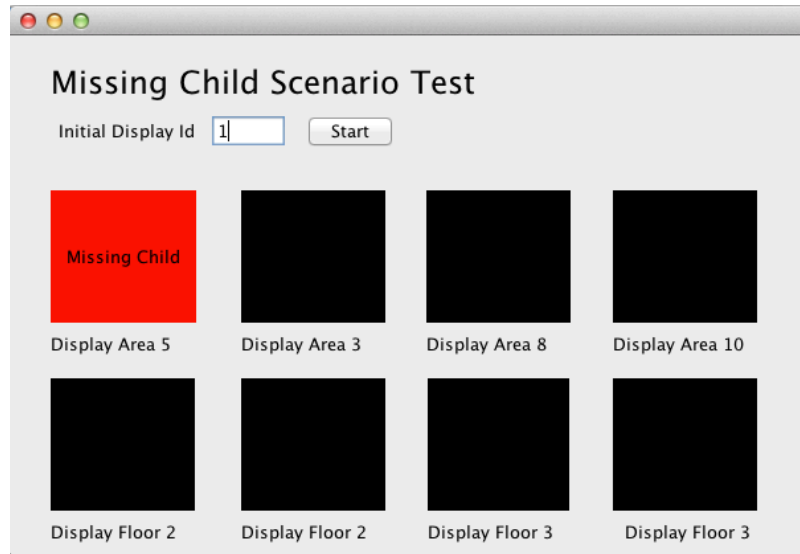 Missing Child Scenario Test
Initial Display Id 1 Start
Missing Child
Display Area 5 Display Area 3 Display Area 8 Display Area 10
Display Floor 2 Display Floor 2 Display Floor 3 Display Floor 3